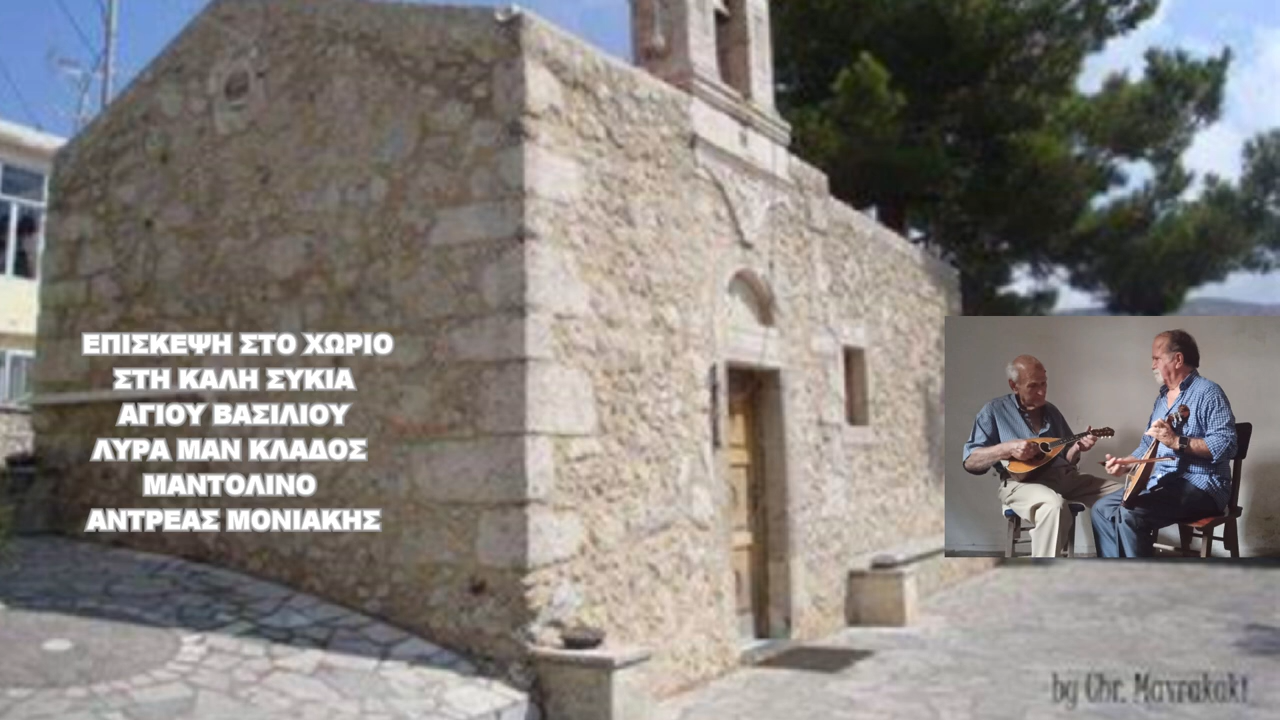 ΕΠΙΣΚΕΨΗ ΣΤΟ ΧΩΡΙΟ
ΣΤΗ ΚΑΛΗ ΣΥΚΙΑ
ΑΓΙΟΥ ΒΑΣΙΛΙΟΥ
ΛΥΡΑ ΜΑΝ ΚΛΑΔΟΣ
ΜΑΝΤΟΛΙΝΟ
ΑΝΤΡΕΑΣ ΜΟΝΙΑΚΗΣ
by Chr. Mavrakaki